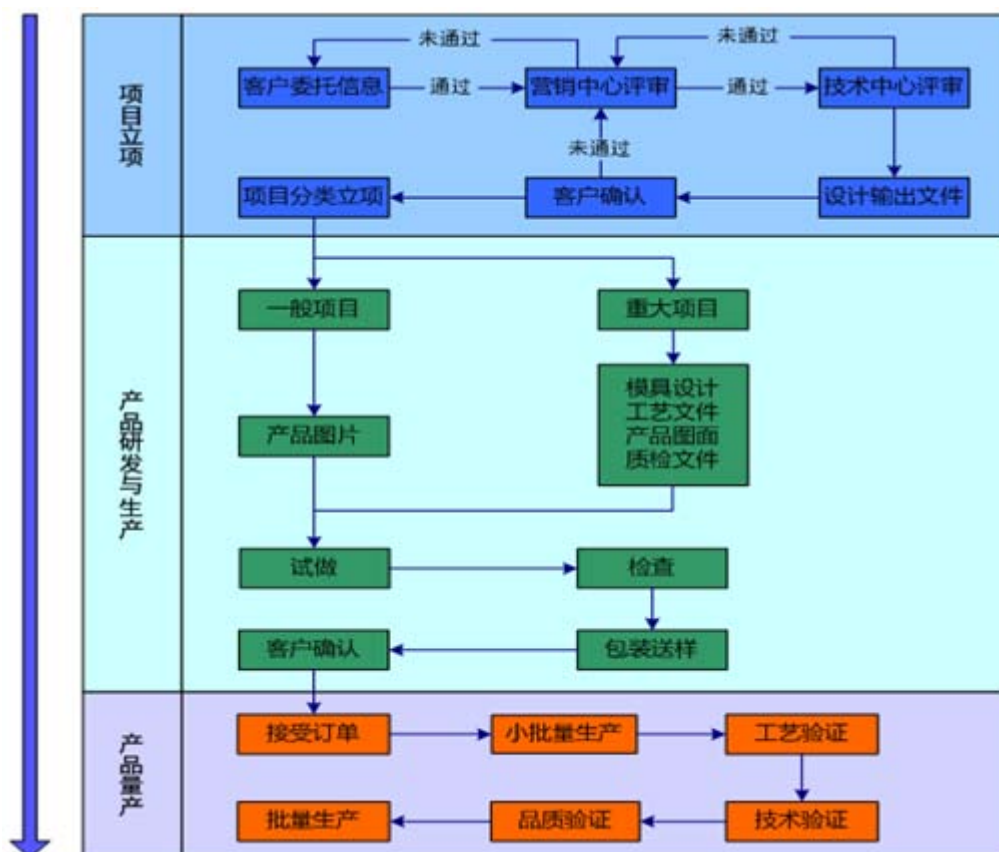 项目立项
未通过
未通过
客户委托信息
通过
营销中心评审
通过
技术中心评审
未通过
项目分类立项
客户确认
设计输出文件
产品研发与生产
一般项目
重大项目
模具设计
工艺文件
产品图面
质检文件
产品图片
试做
检查
客户确认
包装送样
产品量产
接受订单
小批量生产
工艺验证
批量生产
品质验证
技术验证